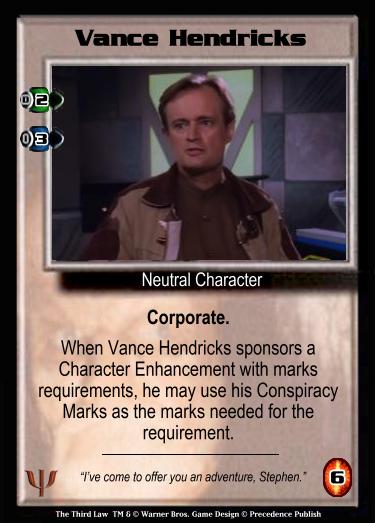 Vance Hendricks
2
3
Neutral Character
Corporate.
When Vance Hendricks sponsors a
Character Enhancement with marks
requirements, he may use his Conspiracy
Marks as the marks needed for the
requirement.
“I’ve come to offer you an adventure, Stephen.”
6
The Third Law TM & © Warner Bros. Game Design © Precedence Publish